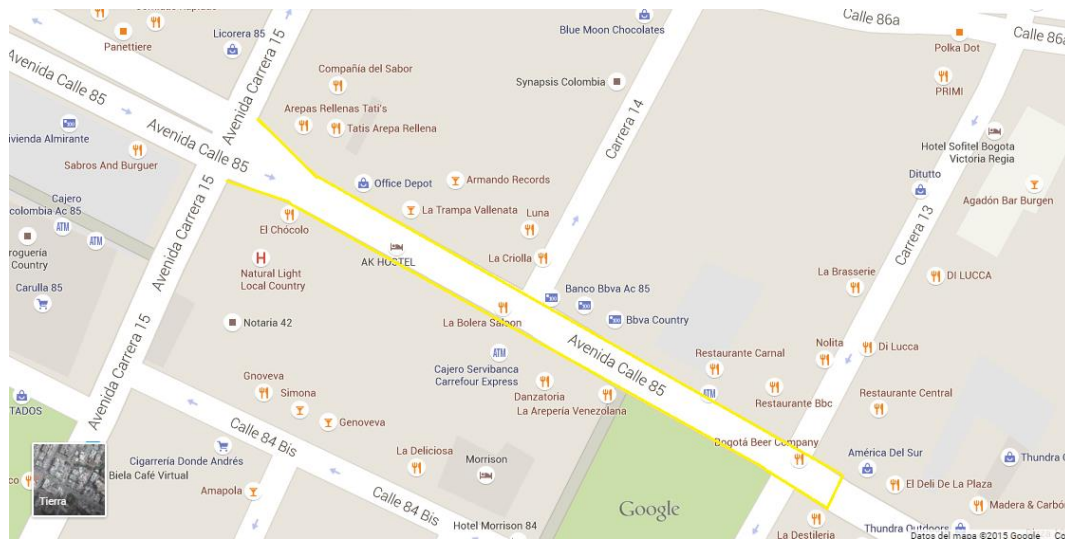 Panettiere
Licorera 85
Avenida Carrera 15
Blue Moon Chocolates
Calle 86a
Calle 86a
Polka Dot
PRIMI
Avenida Calle 85
Compañía del Sabor
Synapsis Colombia
Arepas Rellenas Tati's
Tatis Arepa Rellena
Carrera 14
Hotel Sofitel Bogota
Victoria Regia
Avenida Calle 85
Sabros And Burguer
Almirante
Office Depot
Armando Records
Ditutto
Agadón Bar Burgen
Cajero
colombia Ac 85
ATM
ATM
Avenida Carrera 15
La Trampa Vallenata
Luna
El Chócolo
Carrera 13
Country
AK HOSTEL
La Criolla
H
Natural Light
Local Country
La Brasserie
DI LUCCA
Carulla 85
Banco Bbva Ac 85
Bbva Country
La Bolera Saloon
Notaria 42
Avenida Calle 85
Nolita
Di Lucca
ATM
Cajero Servibanca
Carrefour Express
Restaurante Carnal
ATM
Restaurante Bbc
Restaurante Central
Gnoveva
Simona
Danzatoria
La Areperia Venezolana
Avenida Carrera 15
Genoveva
Calle 84 Bis
Bogotá Beer Company
América Del Sur
Cigarrería Donde Andrés
La Deliciosa
Morrison
Thundra
Biela Café Virtual
El Deli De La Plaza
Amapola
Tierra
Calle 84 Bis
Google
Madera & Carbón
Hotel Morrison 84
La Destileria
Thundra Outdoors
Datos del mapa ©2015 Google